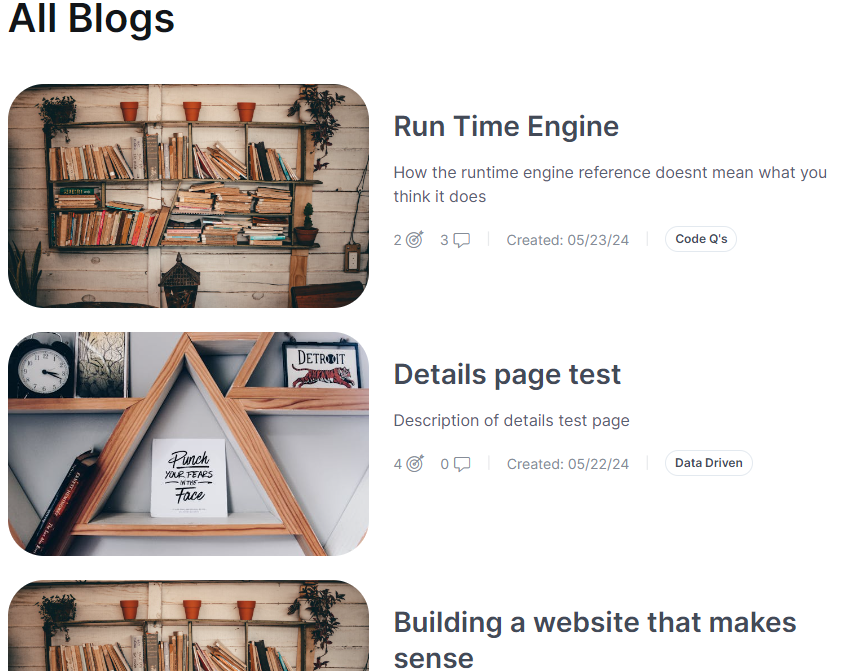 All Blogs
Run Time Engine
How the runtime engine reference doesnt mean what you
think it does
2
3
Created: 05/23/24
Code Q's
DETROIT
Punch
YOUR FEARS
IN THE
Face
Details page test
Description of details test page
4
0
Created: 05/22/24
Data Driven
Building a website that makes
sense